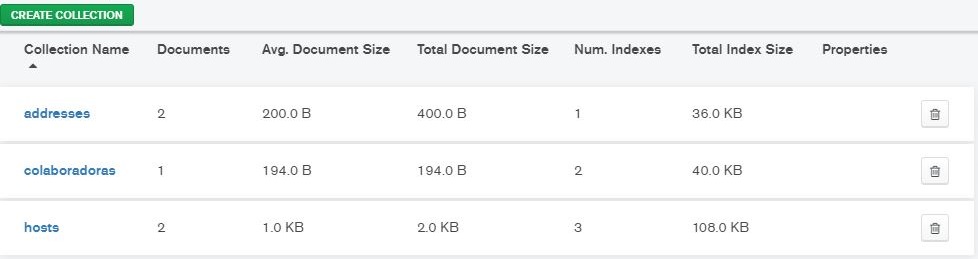 CREATE COLLECTION
Collection Name Documents Avg. Document Size Total Document Size Num. Indexes Total Index Size Properties
addresses 2 200.0 B 400.0 B 1 36.0 KB
colaboradoras 1 194.0 B 194.0 B 2 40.0 KB
hosts 2 1.0 KB 2.0 KB 3 108.0 KB